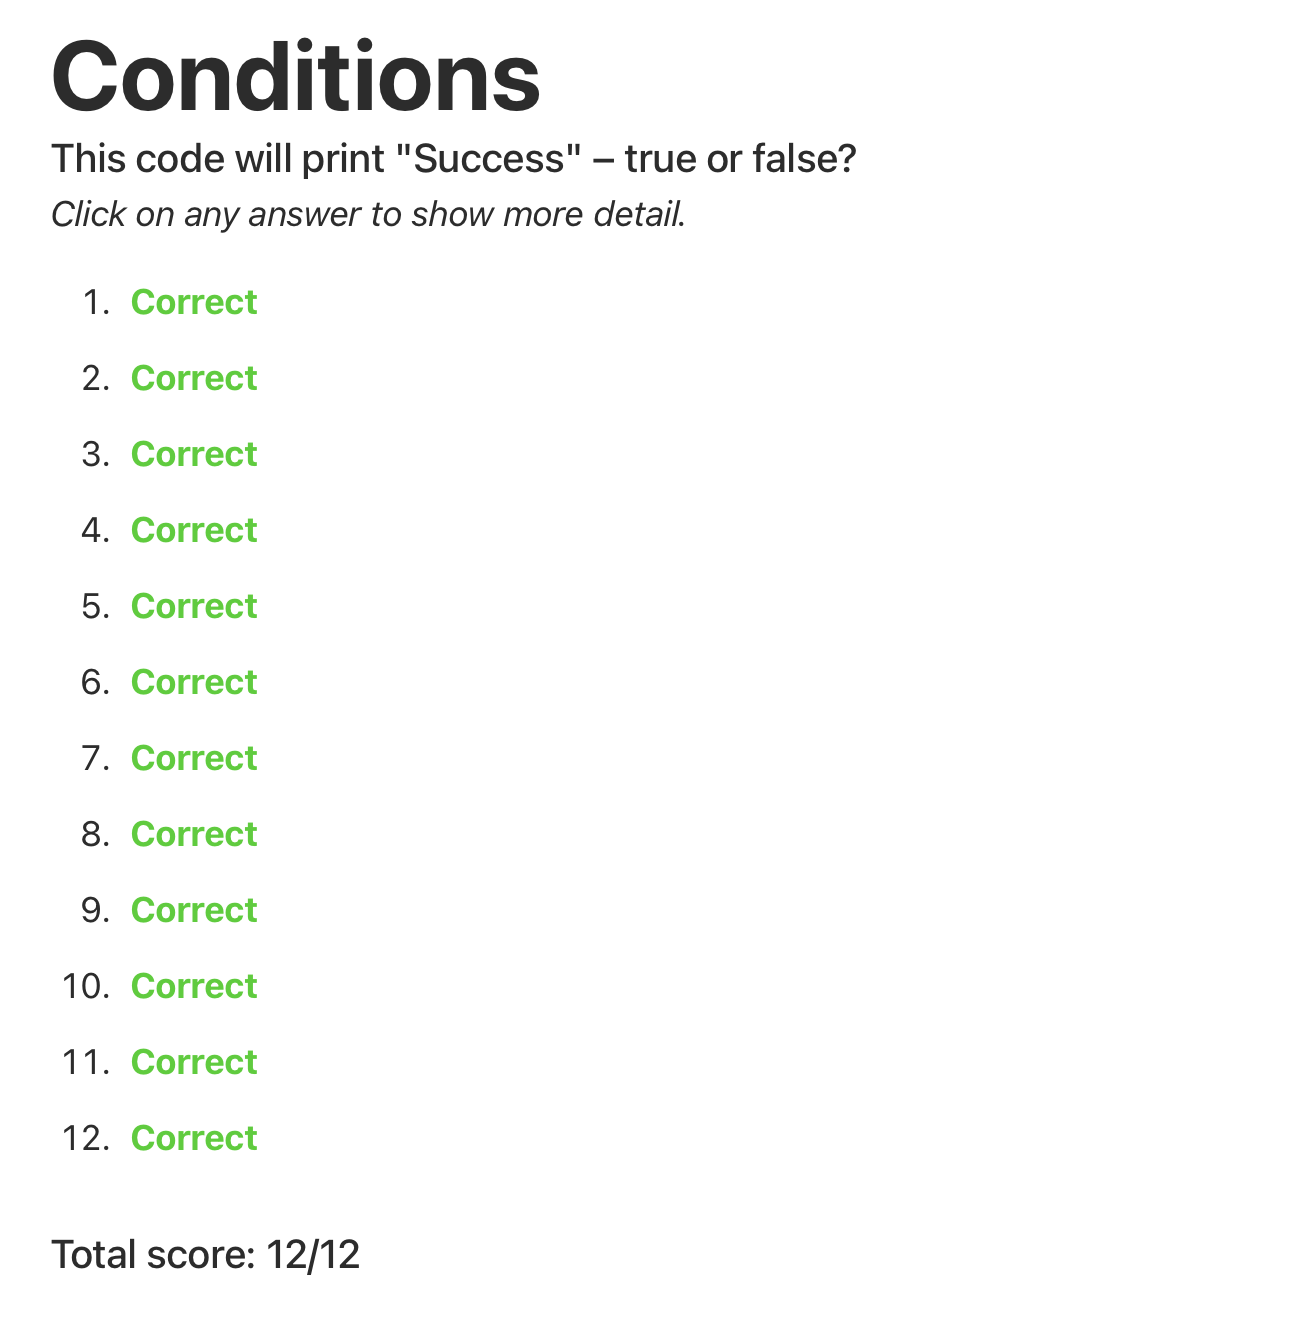 Conditions
This code will print "Success" – true or false?
Click on any answer to show more detail.
1. Correct
2. Correct
3. Correct
4. Correct
5. Correct
6. Correct
7. Correct
8. Correct
9. Correct
10. Correct
11. Correct
12. Correct
Total score: 12/12